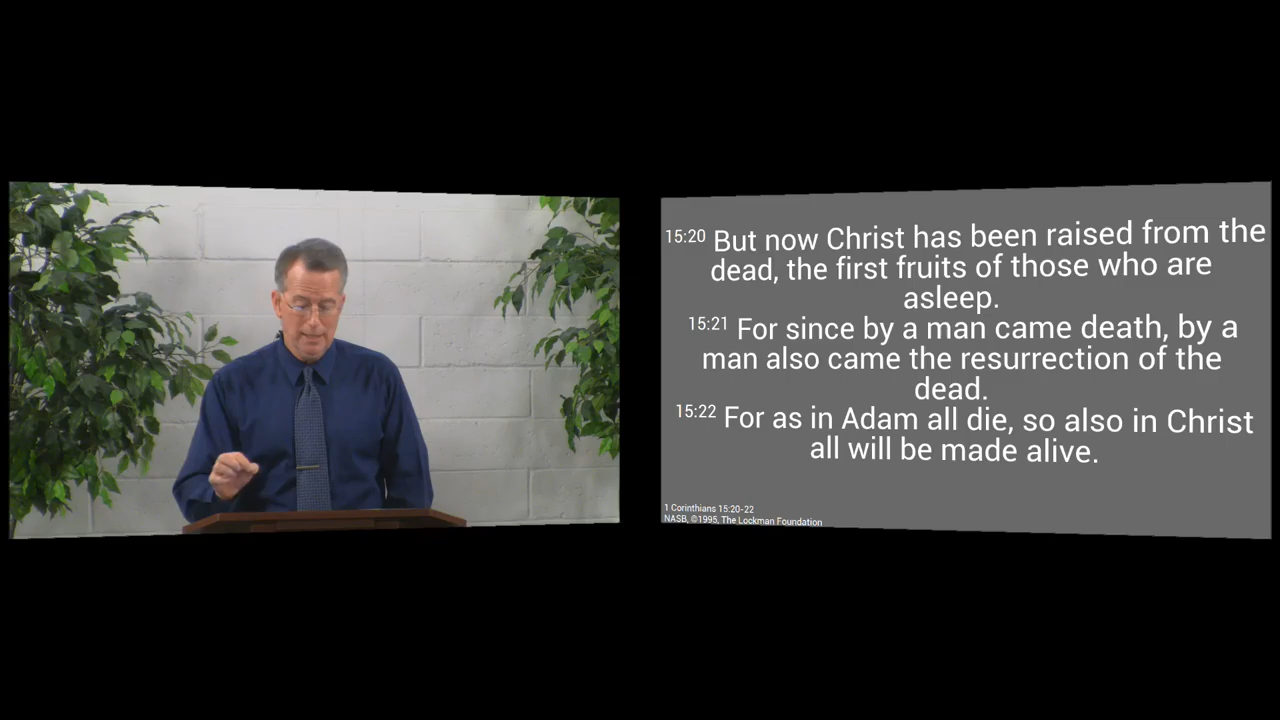 15:20 But now Christ has been raised from the
dead, the first fruits of those who are
asleep.
15:21 For since by a man came death, by a
man also came the resurrection of the
dead.
15:22 For as in Adam all die, so also in Christ
all will be made alive.
1 Corinthians 15:20-22
NASB, ©1995, The Lockman Foundation